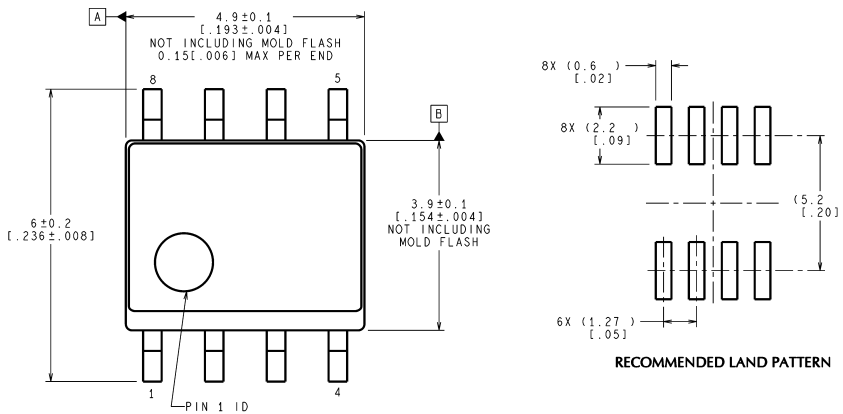 A
4.9±0.1
[.193±.004]
NOT INCLUDING MOLD FLASH
0.15[.006] MAX PER END
8
5
B
6±0.2
[.236±.008]
3.9±0.1
[.154±.004]
NOT INCLUDING
MOLD FLASH
1
4
PIN 1 ID
8X (0.6 )
[.02]
8X (2.2 )
[.09]
(5.2
[.20]
6X (1.27 )
[.05]
RECOMMENDED LAND PATTERN